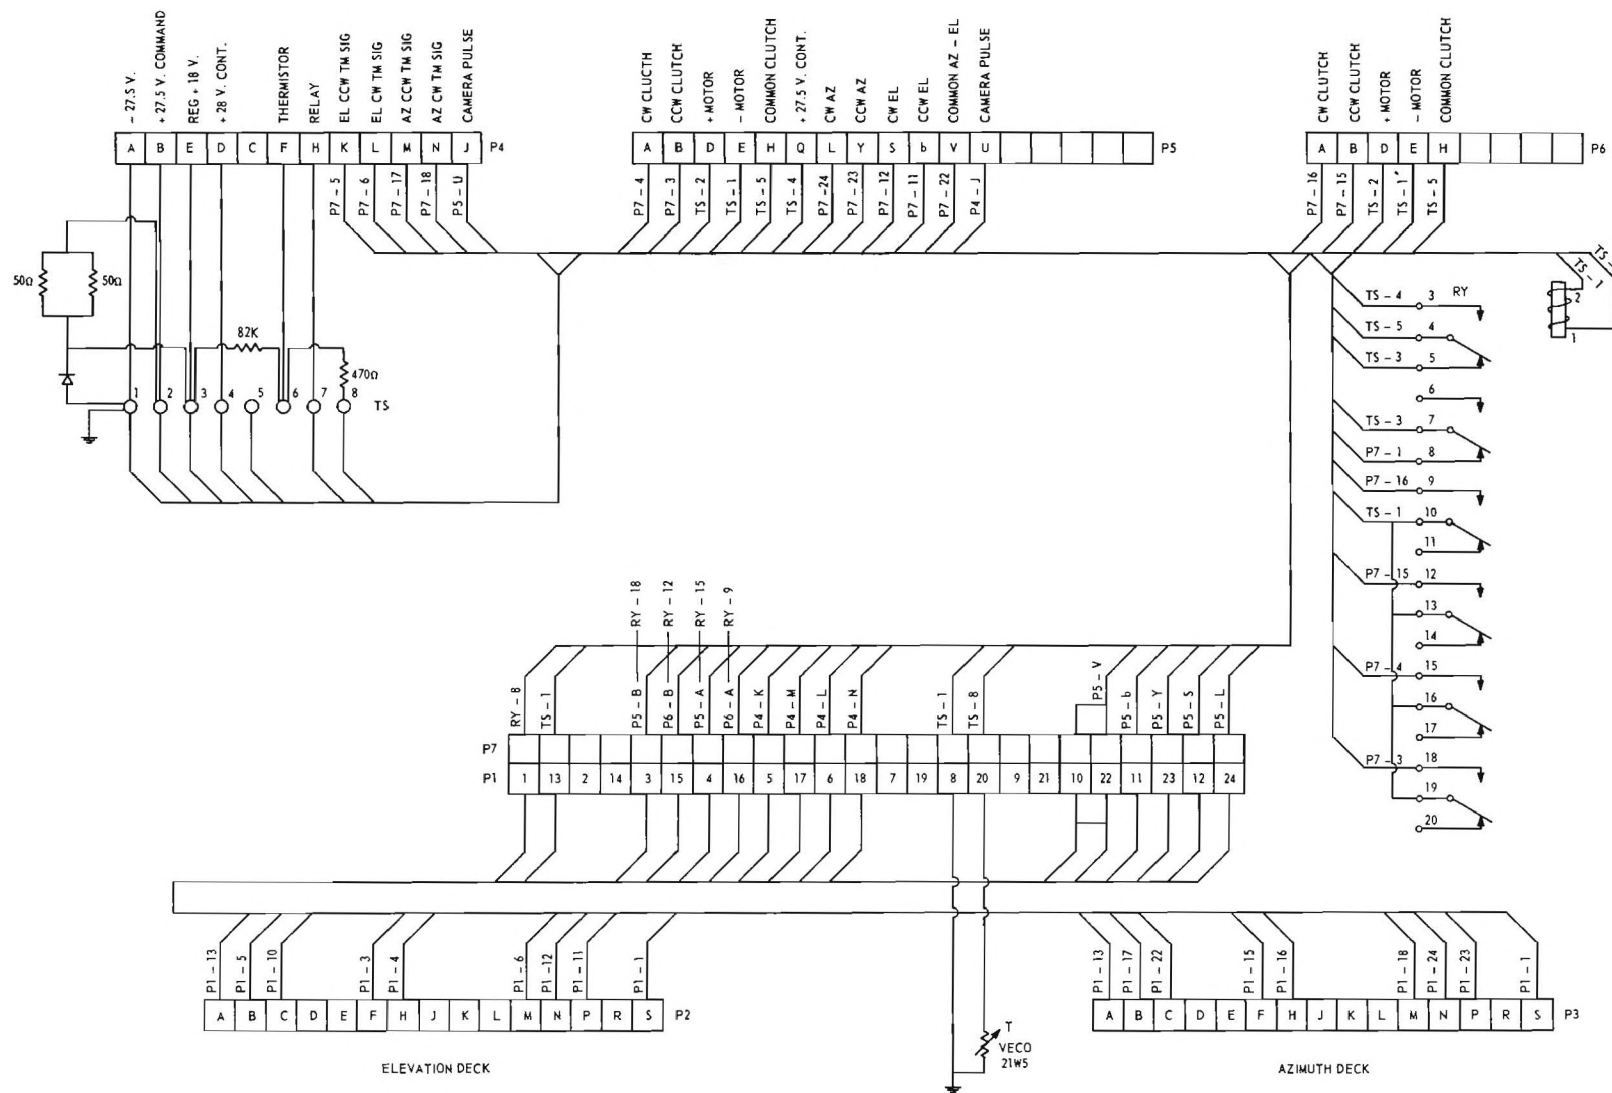 - 27.5 V.
+ 27.5 V. COMMAND
REG + 18 V.
+ 28 V. CONT.
THERMISTOR
RELAY
EL CCW TM SIG
EL CW TM SIG
AZ CCW TM SIG
AZ CW TM SIG
CAMERA PULSE
A B E D C F H K L M N J P4
P7 - 5
P7 - 6
P7 - 17
P7 - 18
P5 - U
CW CLUCTH
CCW CLUTCH
+ MOTOR
- MOTOR
COMMON CLUTCH
+ 27.5 V. CONT.
CW AZ
CCW AZ
CW EL
CCW EL
COMMON AZ - EL
CAMERA PULSE
A B D E H Q L Y S b V U P5
P7 - 4
P7 - 3
TS - 2
TS - 1
TS - 5
TS - 4
P7 - 24
P7 - 23
P7 - 12
P7 - 11
P7 - 22
P4 - J
CW CLUTCH
CCW CLUTCH
+ MOTOR
- MOTOR
COMMON CLUTCH
A B D E H P6
P7 - 16
P7 - 15
TS - 2
TS - 1
TS - 5
50Ω 50Ω
82K
470Ω
1 2 3 4 5 6 7 8 TS
TS - 1
TS -
2
1
TS - 4 3 RY
TS - 5 4
TS - 3 5
6
TS - 3 7
P7 - 1 8
P7 - 16 9
TS - 1 10
11
P7 - 15 12
13
14
P7 - 4 15
16
17
P7 - 3 18
19
20
RY - 18
RY - 12
RY - 15
RY - 9
RY - 8
TS - 1
P5 - B
P6 - B
P5 - A
P6 - A
P4 - K
P4 - M
P4 - L
P4 - N
TS - 1
TS - 8
P5 - V
P5 - b
P5 - Y
P5 - S
P5 - L
P7
P1 1 13 2 14 3 15 4 16 5 17 6 18 7 19 8 20 9 21 10 22 11 23 12 24
P1 - 13
P1 - 5
P1 - 10
P1 - 3
P1 - 4
P1 - 6
P1 - 12
P1 - 11
P1 - 1
A B C D E F H J K L M N P R S P2
ELEVATION DECK
T
VECO
21W5
P1 - 13
P1 - 17
P1 - 22
P1 - 15
P1 - 16
P1 - 18
P1 - 24
P1 - 23
P1 - 1
A B C D E F H J K L M N P R S P3
AZIMUTH DECK